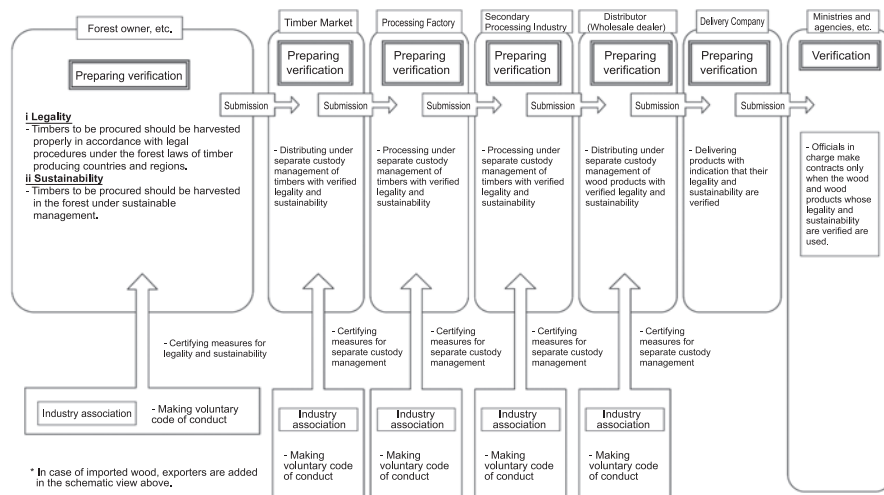 Forest owner, etc.
Preparing verification
i Legality
- Timbers to be procured should be harvested
properly in accordance with legal
procedures under the forest laws of timber
producing countries and regions.
ii Sustainability
- Timbers to be procured should be harvested
in the forest under sustainable
management.
Submission
- Certifying measures for
legality and sustainability
Industry association
- Making voluntary
code of conduct
* In case of imported wood, exporters are added
in the schematic view above.
Timber Market
Preparing
verification
Submission
- Distributing under
separate custody
management of
timbers with verified
legality and
sustainability
- Certifying
measures for
separate custody
management
Industry
association
- Making
voluntary code
of conduct
Processing Factory
Preparing
verification
Submission
- Processing under
separate custody
management of
timbers with verified
legality and
sustainability
- Certifying
measures for
separate custody
management
Industry
association
- Making
voluntary code
of conduct
Secondary
Processing Industry
Preparing
verification
Submission
- Processing under
separate custody
management of
timbers with verified
legality and
sustainability
- Certifying
measures for
separate custody
management
Industry
association
- Making
voluntary code
of conduct
Distributor
(Wholesale dealer)
Preparing
verification
Submission
- Distributing under
separate custody
management of
wood products with
verified legality and
sustainability
- Certifying
measures for
separate custody
management
Industry
association
- Making
voluntary code
of conduct
Delivery Company
Preparing
verification
Submission
- Delivering
products with
indication that their
legality and
sustainability are
verified
Ministries and
agencies, etc.
Verification
- Officials in
charge make
contracts only
when the wood
and wood
products whose
legality and
sustainability
are verified are
used.